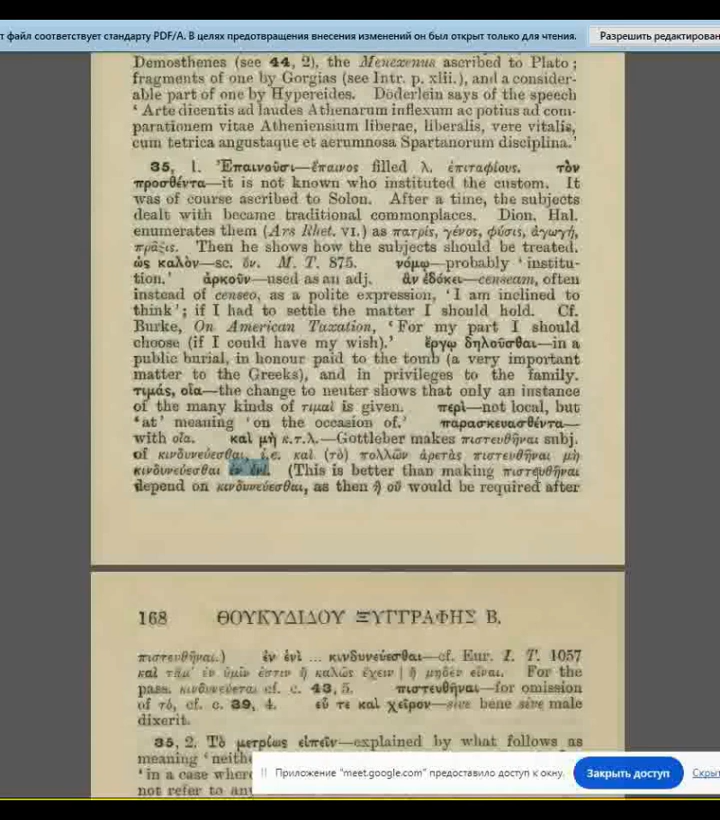 т файл соответствует стандарту PDF/A. В целях предотвращения внесения изменений он был открыт только для чтения.
Разрешить редактирован
Demosthenes (see 44, 2), the Menexenus ascribed to Plato;
fragments of one by Gorgias (see Intr. p. xlii.), and a consider-
able part of one by Hypereides. Döderlein says of the speech
‘Arte dicentis ad laudes Athenarum inflexum ac potius ad com-
parationem vitae Atheniensium liberae, liberalis, vere vitalis,
cum tetrica angustaque et aerumnosa Spartanorum disciplina.’
35, 1. Ἐπαινοῦσι—ἔπαινος filled λ. ἐπιταφίους. τὸν
προσθέντα—it is not known who instituted the custom. It
was of course ascribed to Solon. After a time, the subjects
dealt with became traditional commonplaces. Dion. Hal.
enumerates them (Ars Rhet. VI.) as πατρίς, γένος, φύσις, ἀγωγή,
πρᾶξις. Then he shows how the subjects should be treated.
ὡς καλὸν—sc. ὄν. M. T. 875. νόμῳ—probably ‘institu-
tion.’ ἀρκοῦν—used as an adj. ἂν ἐδόκει—censeam, often
instead of censeo, as a polite expression, ‘I am inclined to
think’; if I had to settle the matter I should hold. Cf.
Burke, On American Taxation, ‘For my part I should
choose (if I could have my wish).’ ἔργῳ δηλοῦσθαι—in a
public burial, in honour paid to the tomb (a very important
matter to the Greeks), and in privileges to the family.
τιμάς, οἷα—the change to neuter shows that only an instance
of the many kinds of τιμαί is given. περὶ—not local, but
‘at’ meaning ‘on the occasion of.’ παρασκευασθέντα—
with οἷα. καὶ μὴ κ.τ.λ.—Gottleber makes πιστευθῆναι subj.
of κινδυνεύεσθαι, i.e. καὶ (τὸ) πολλῶν ἀρετὰς πιστευθῆναι μὴ
κινδυνεύεσθαι ἐν ἑνί. (This is better than making πιστευθῆναι
depend on κινδυνεύεσθαι, as then ἢ οὔ would be required after
168 ΘΟΥΚΥΔΙΔΟΥ ΞΥΓΓΡΑΦΗΣ Β.
πιστευθῆναι.) ἐν ἑνὶ ... κινδυνεύεσθαι—cf. Eur. I. T. 1057
καὶ τἄμ’ ἐν ὑμῖν ἐστιν ἢ καλῶς ἔχειν | ἢ μηδὲν εἶναι. For the
pass. κινδυνεύεται cf. c. 43, 5. πιστευθῆναι—for omission
of τό, cf. c. 39, 4. εὖ τε καὶ χεῖρον—sive bene sive male
dixerit.
35, 2. Τὸ μετρίως εἰπεῖν—explained by what follows as
meaning ‘neithe
‘in a case where
not refer to any
Приложение "meet.google.com" предоставило доступ к окну.
Закрыть доступ
Скрыт